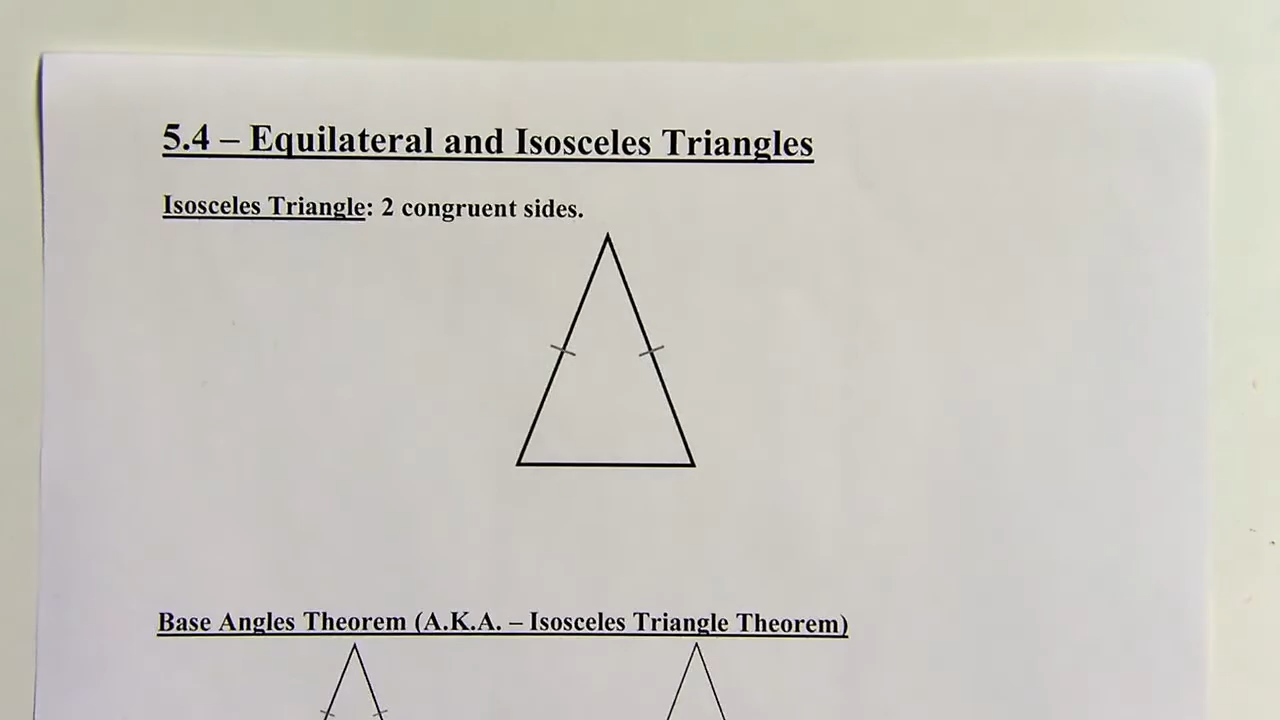 5.4 – Equilateral and Isosceles Triangles
Isosceles Triangle: 2 congruent sides.
Base Angles Theorem (A.K.A. – Isosceles Triangle Theorem)